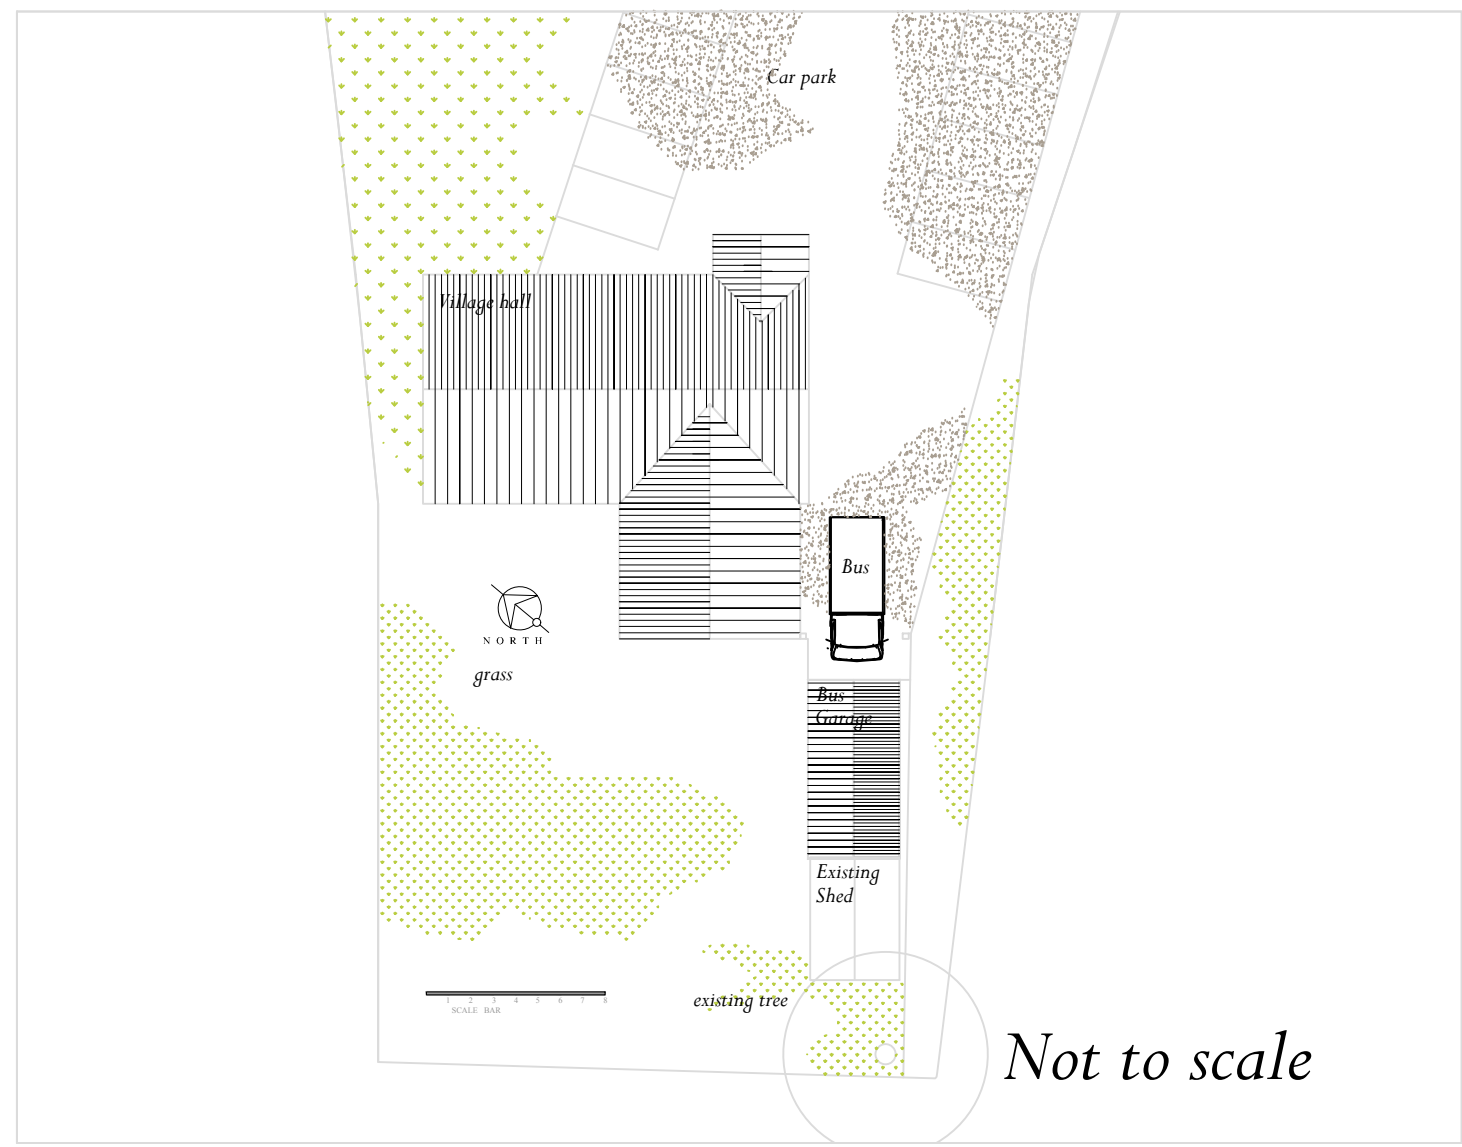 Car park
Village hall
Bus
NORTH
grass
Bus
Garage
Existing
Shed
existing tree
1 2 3 4 5 6 7 8
SCALE BAR
Not to scale